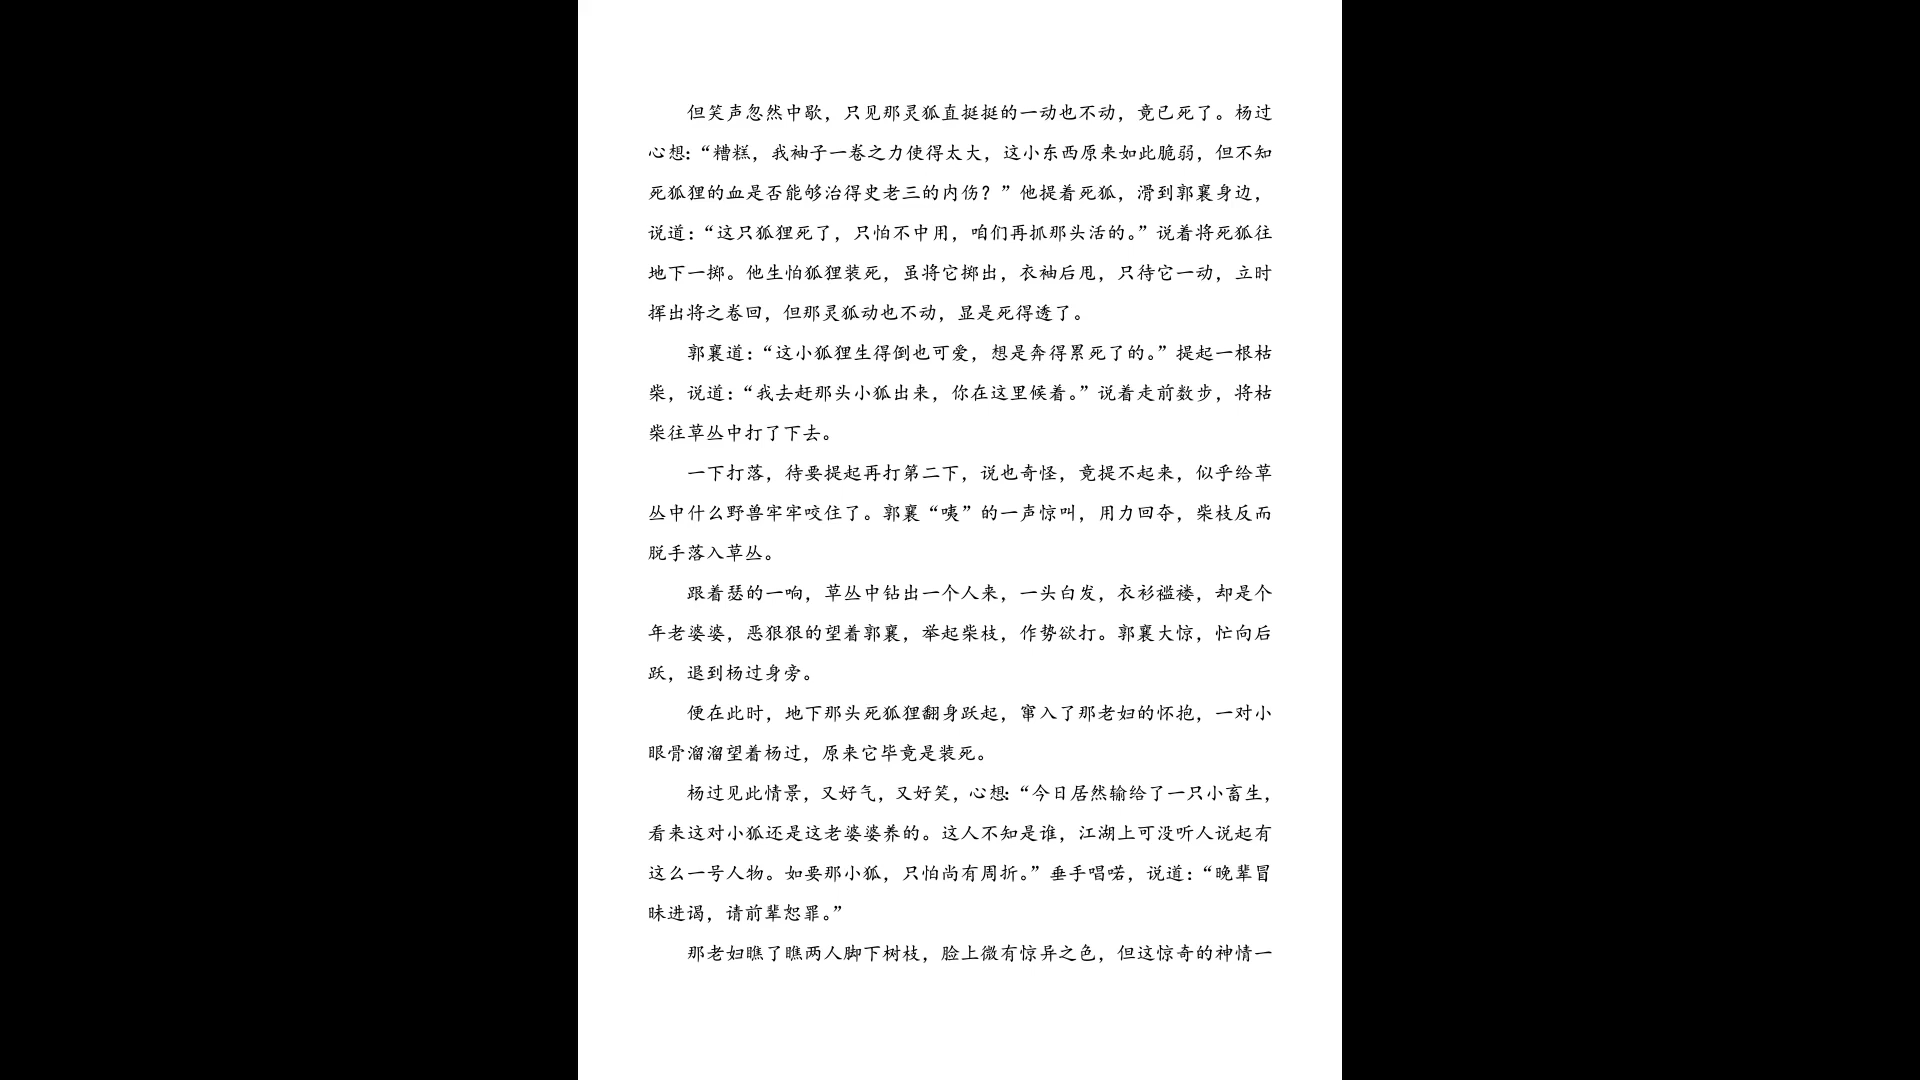 但笑声忽然中歇，只见那灵狐直挺挺的一动也不动，竟已死了。杨过
心想：“糟糕，我袖子一卷之力使得太大，这小东西原来如此脆弱，但不知
死狐狸的血是否能够治得史老三的内伤？”他提着死狐，滑到郭襄身边，
说道：“这只狐狸死了，只怕不中用，咱们再抓那头活的。”说着将死狐往
地下一掷。他生怕狐狸装死，虽将它掷出，衣袖后甩，只待它一动，立时
挥出将之卷回，但那灵狐动也不动，显是死得透了。
郭襄道：“这小狐狸生得倒也可爱，想是奔得累死了的。”提起一根枯
柴，说道：“我去赶那头小狐出来，你在这里候着。”说着走前数步，将枯
柴往草丛中打了下去。
一下打落，待要提起再打第二下，说也奇怪，竟提不起来，似乎给草
丛中什么野兽牢牢咬住了。郭襄“咦”的一声惊叫，用力回夺，柴枝反而
脱手落入草丛。
跟着瑟的一响，草丛中钻出一个人来，一头白发，衣衫褴褛，却是个
年老婆婆，恶狠狠的望着郭襄，举起柴枝，作势欲打。郭襄大惊，忙向后
跃，退到杨过身旁。
便在此时，地下那头死狐狸翻身跃起，窜入了那老妇的怀抱，一对小
眼骨溜溜望着杨过，原来它毕竟是装死。
杨过见此情景，又好气，又好笑，心想：“今日居然输给了一只小畜生，
看来这对小狐还是这老婆婆养的。这人不知是谁，江湖上可没听人说起有
这么一号人物。如要那小狐，只怕尚有周折。”垂手唱喏，说道：“晚辈冒
昧进谒，请前辈恕罪。”
那老妇瞧了瞧两人脚下树枝，脸上微有惊异之色，但这惊奇的神情一